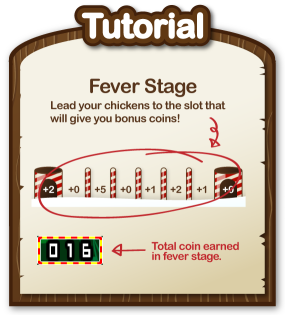 Tutorial
Fever Stage
Lead your chickens to the slot that
will give you bonus coins!
+2 +0 +5 +0 +1 +2 +1 +0
016
Total coin earned
in fever stage.